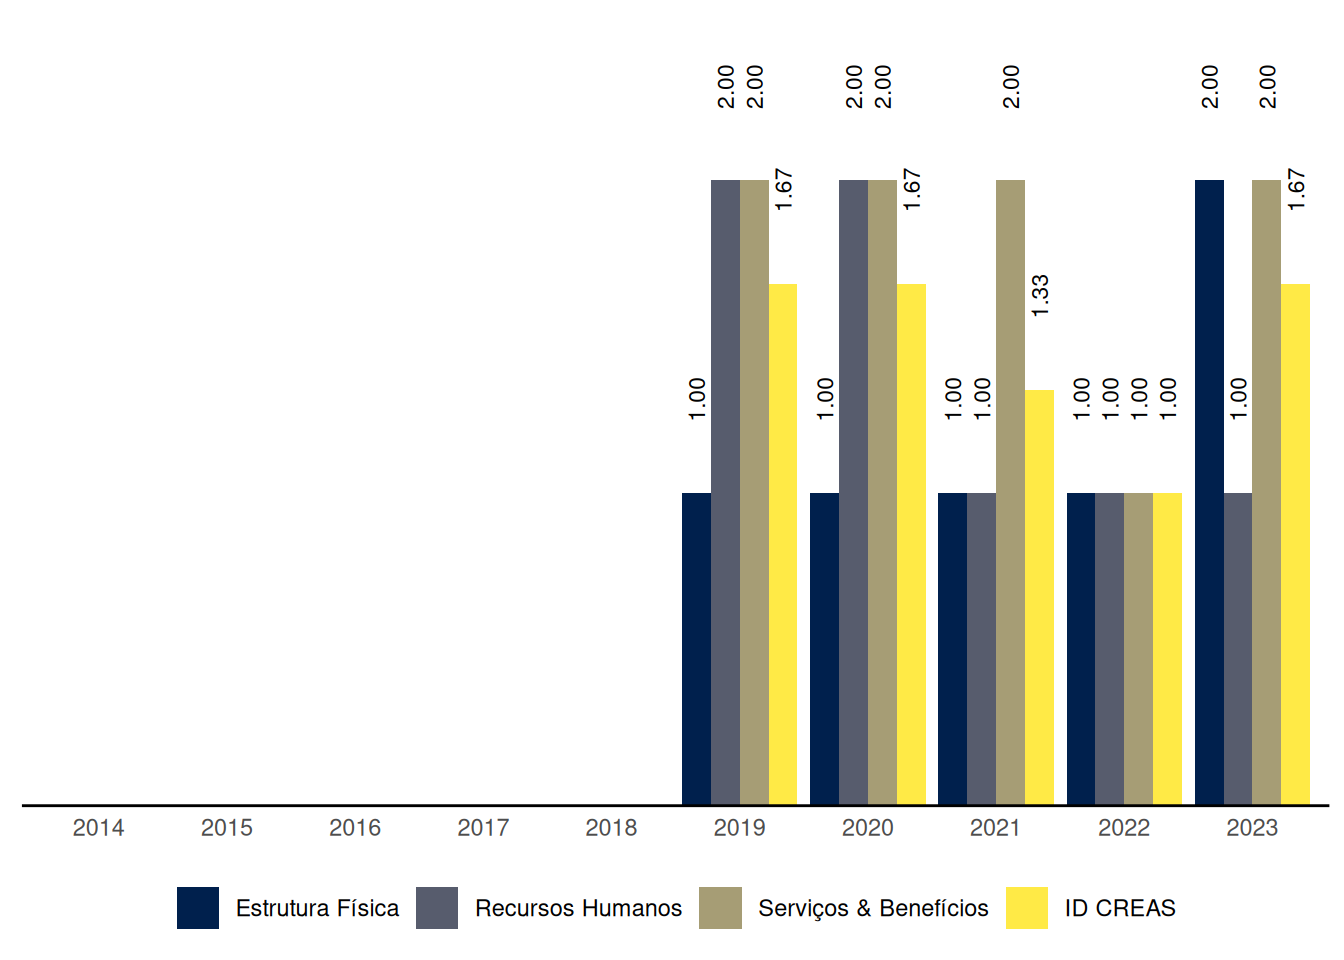 2.00 2.00 2.00 2.00 2.00 2.00 2.00
1.67 1.67 1.67
1.33
1.00 1.00 1.00 1.00 1.00 1.00 1.00 1.00 1.00
2014 2015 2016 2017 2018 2019 2020 2021 2022 2023
Estrutura Física Recursos Humanos Serviços & Benefícios ID CREAS